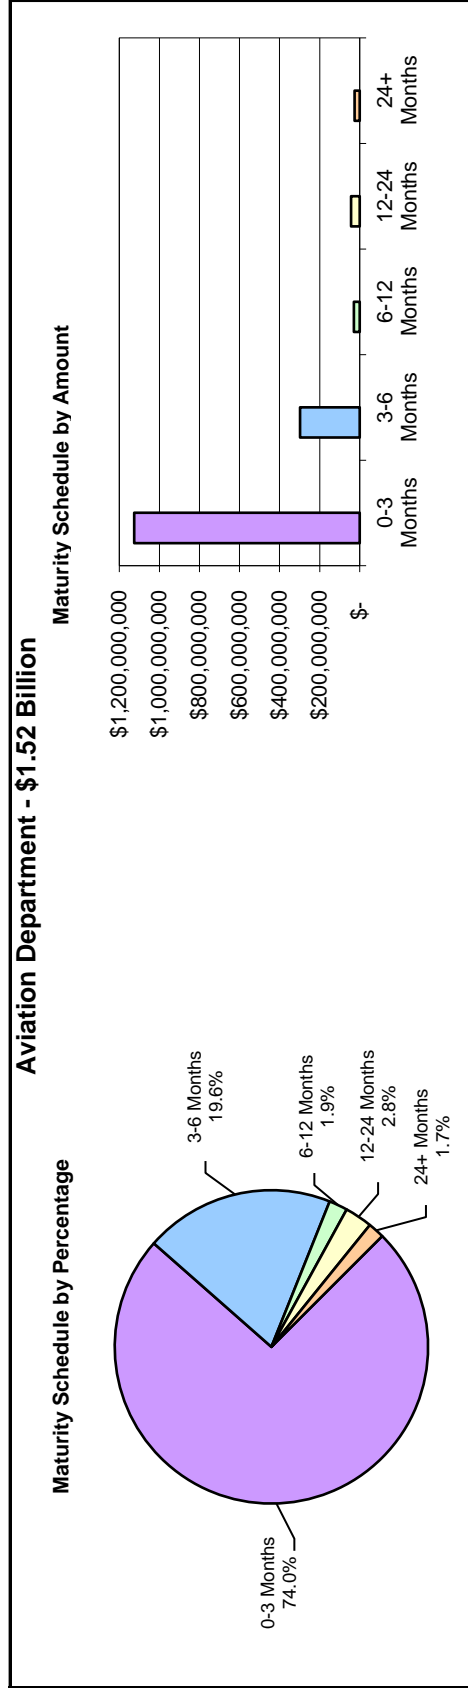 Aviation Department - $1.52 Billion
Maturity Schedule by Percentage
0-3 Months
74.0%
3-6 Months
19.6%
6-12 Months
1.9%
12-24 Months
2.8%
24+ Months
1.7%
Maturity Schedule by Amount
$1,200,000,000
$1,000,000,000
$800,000,000
$600,000,000
$400,000,000
$200,000,000
$-
0-3
Months
3-6
Months
6-12
Months
12-24
Months
24+
Months